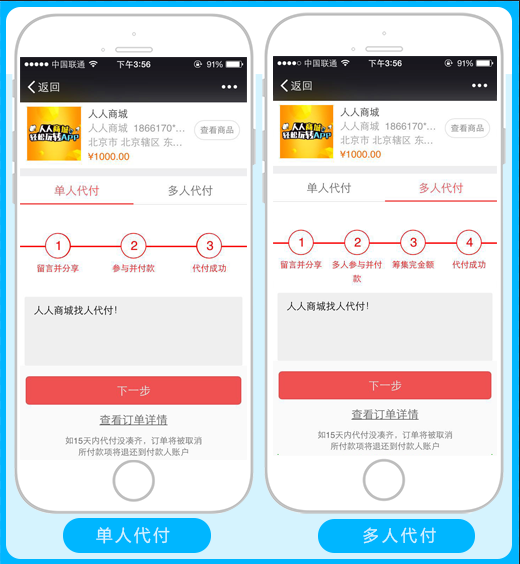 中国联通 下午3:56 91%
返回
人人商城
轻松玩转App
人人商城
人人商城 1866170*...
北京市 北京辖区 东...
¥1000.00
查看商品
单人代付 多人代付
1 2 3
留言并分享 参与并付款 代付成功
人人商城找人代付!
下一步
查看订单详情
如15天内代付没凑齐，订单将被取消
所付款项将退还到付款人账户
单人代付
中国联通 下午3:56 91%
返回
人人商城
轻松玩转App
人人商城
人人商城 1866170*...
北京市 北京辖区 东...
¥1000.00
查看商品
单人代付 多人代付
1 2 3 4
留言并分享 多人参与并付款 筹集完金额 代付成功
人人商城找人代付!
下一步
查看订单详情
如15天内代付没凑齐，订单将被取消
所付款项将退还到付款人账户
多人代付